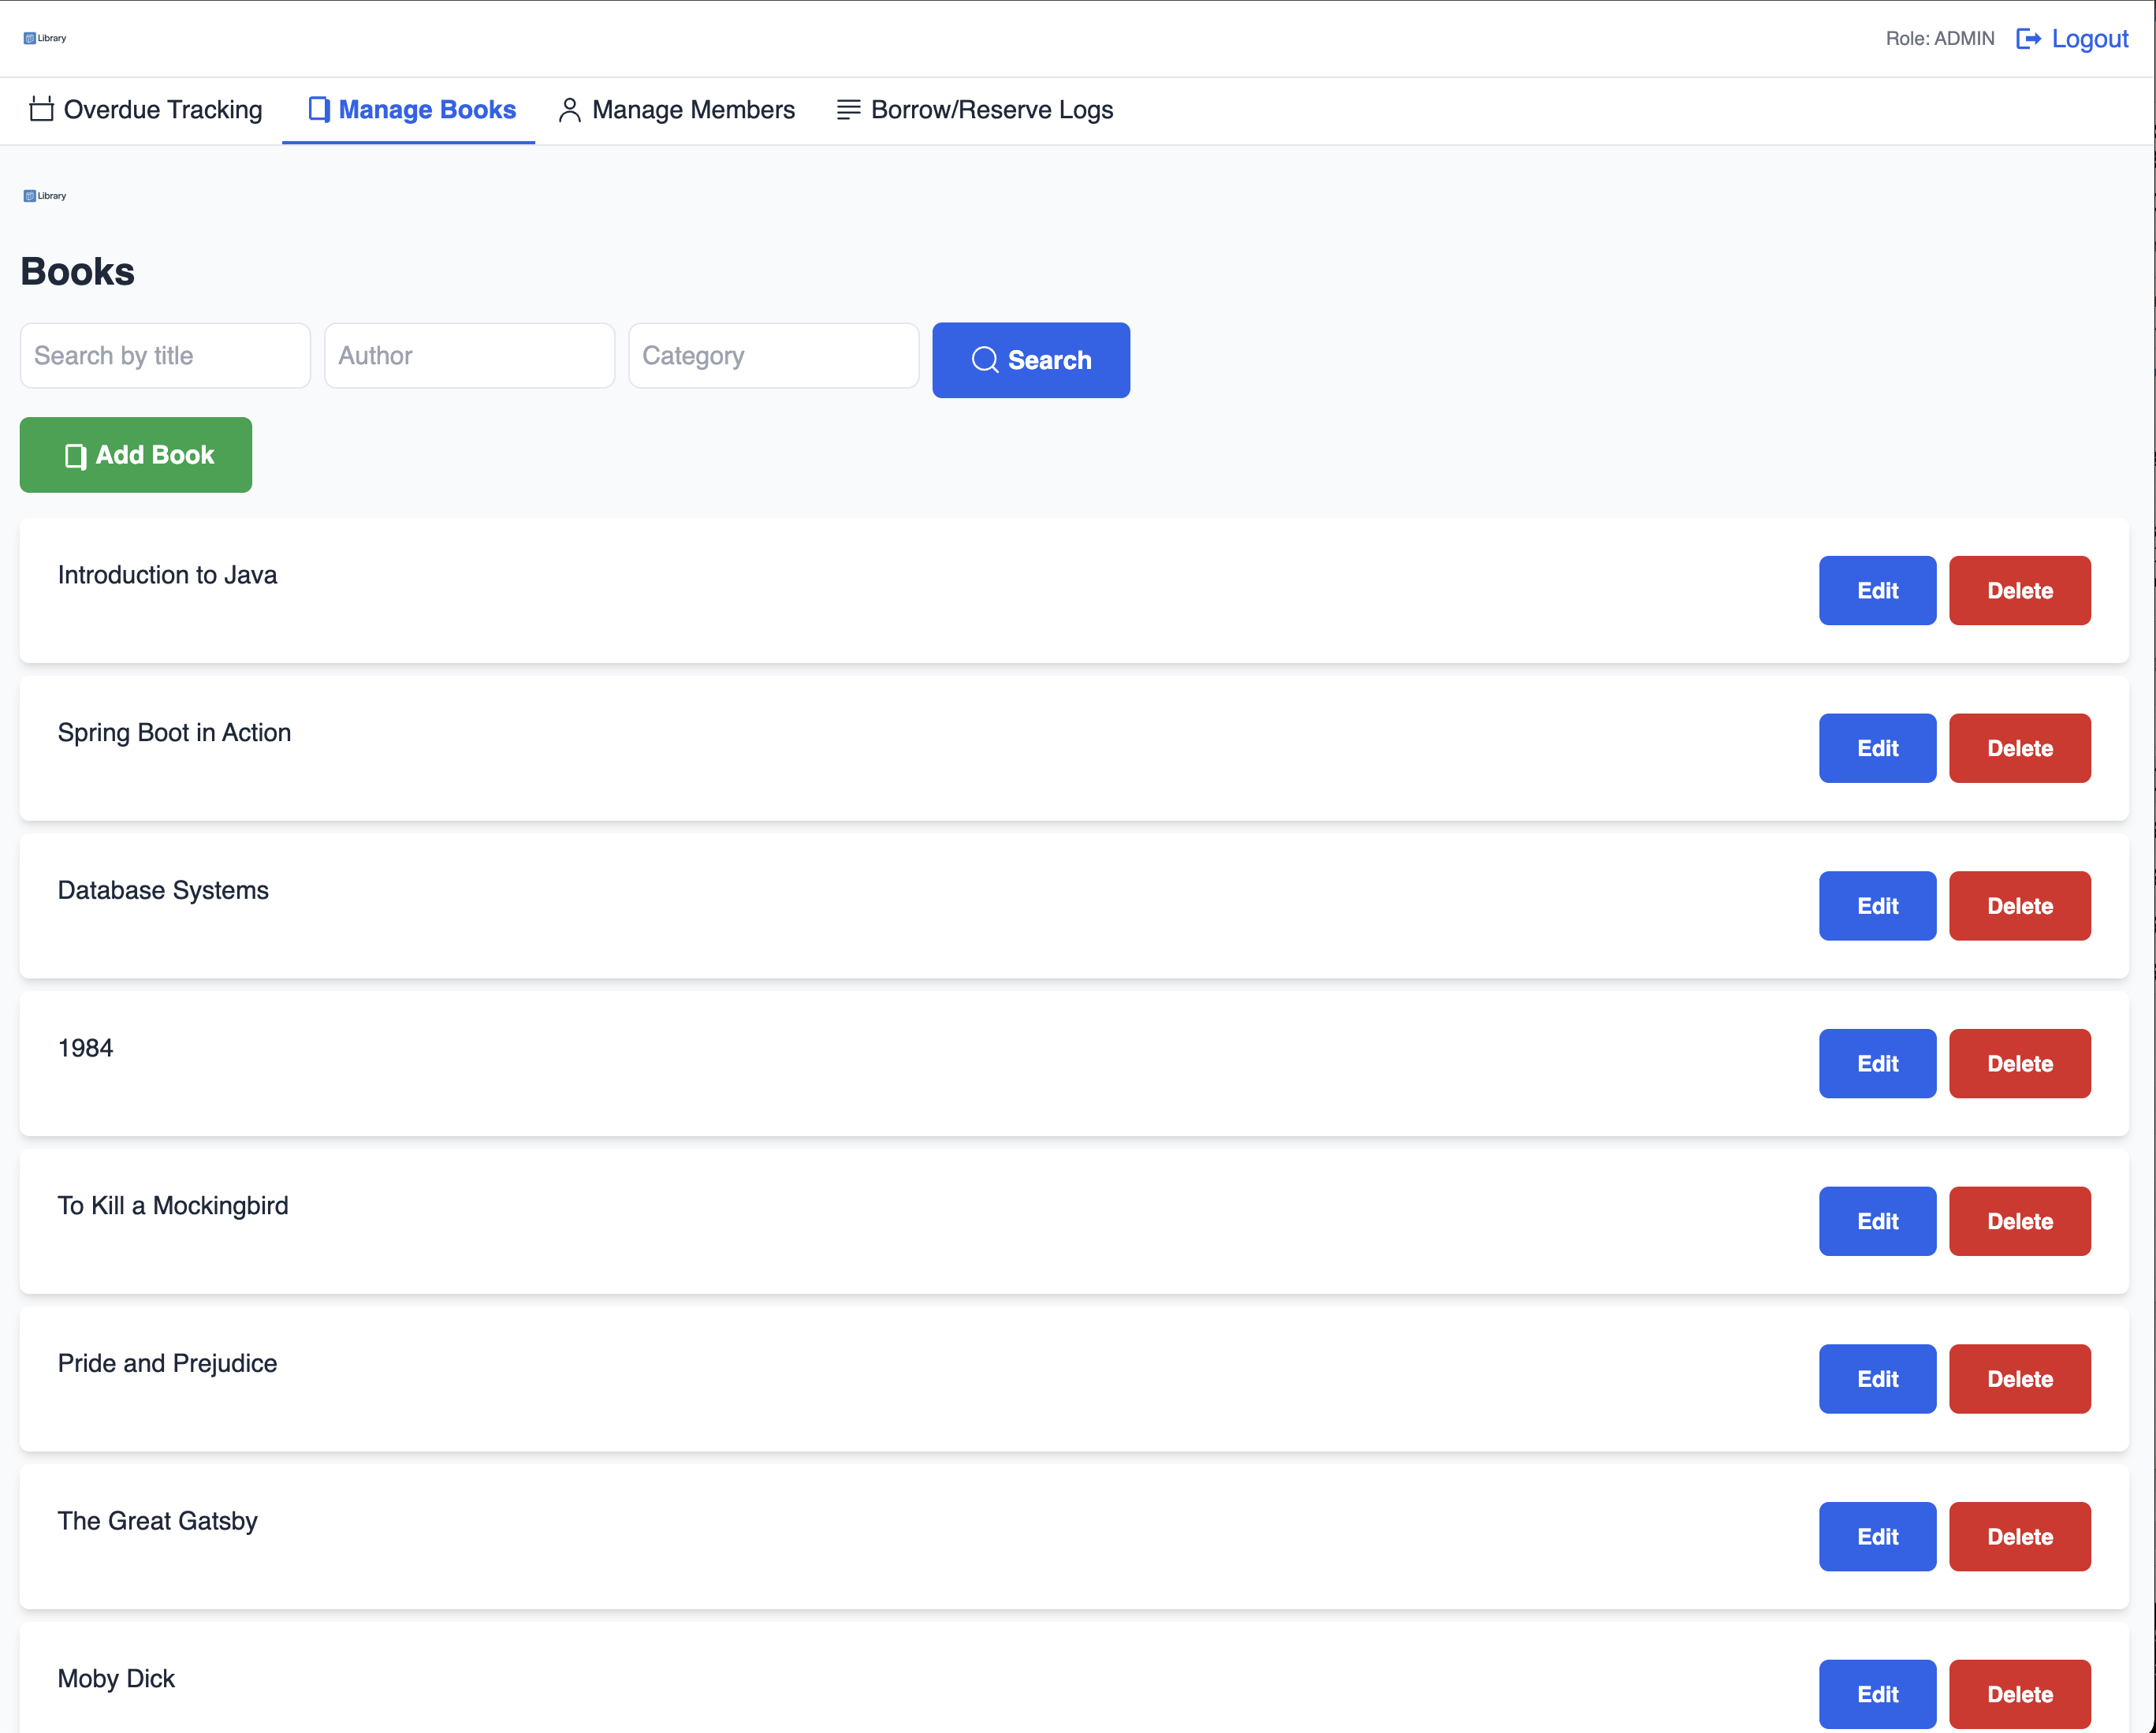 Library
Role: ADMIN Logout
Overdue Tracking Manage Books Manage Members Borrow/Reserve Logs
Library
Books
Search by title Author Category Search
Add Book
Introduction to Java Edit Delete
Spring Boot in Action Edit Delete
Database Systems Edit Delete
1984 Edit Delete
To Kill a Mockingbird Edit Delete
Pride and Prejudice Edit Delete
The Great Gatsby Edit Delete
Moby Dick Edit Delete